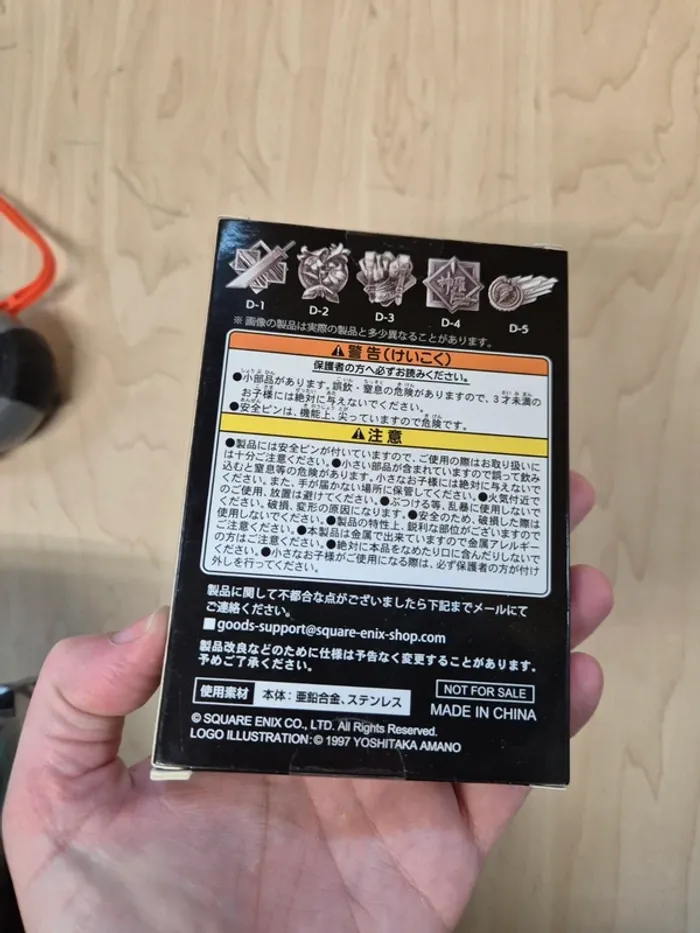 D-1
D-2
D-3
D-4
D-5
※画像の製品は実際の製品と多少異なることがあります。
⚠警告(けいこく)
保護者の方へ必ずお読みください。
●小部品があります。誤飲・窒息の危険がありますので、3才未満の
お子様には絶対に与えないでください。
●安全ピンは、機能上、尖っていますので危険です。
⚠注意
●製品には安全ピンが付いていますので、ご使用の際はお取り扱いに
は十分ご注意ください。●小さい部品が含まれていますので誤って飲み
込むと窒息等の危険があります。小さなお子様には絶対に与えないで
ください。また、手が届かない場所に保管してください。●火気付近で
のご使用、放置は避けてください。●ぶつける等、乱暴に使用しないで
ください。破損、変形の原因になります。●安全のため、破損した際は
使用しないでください。●製品の特性上、鋭利な部位がございますので
ご注意ください。●本製品は金属で出来ていますので金属アレルギー
の方はご注意ください。●絶対に本品をなめたり口に含んだりしないで
ください。●小さなお子様がご使用になる際は、必ず保護者の方が付け
外しを行ってください。
製品に関して不都合な点がございましたら下記までメールにて
ご連絡ください。
■goods-support@square-enix-shop.com
製品改良などのために仕様は予告なく変更することがあります。
予めご了承ください。
使用素材 本体:亜鉛合金、ステンレス
NOT FOR SALE
MADE IN CHINA
© SQUARE ENIX CO., LTD. All Rights Reserved.
LOGO ILLUSTRATION: © 1997 YOSHITAKA AMANO